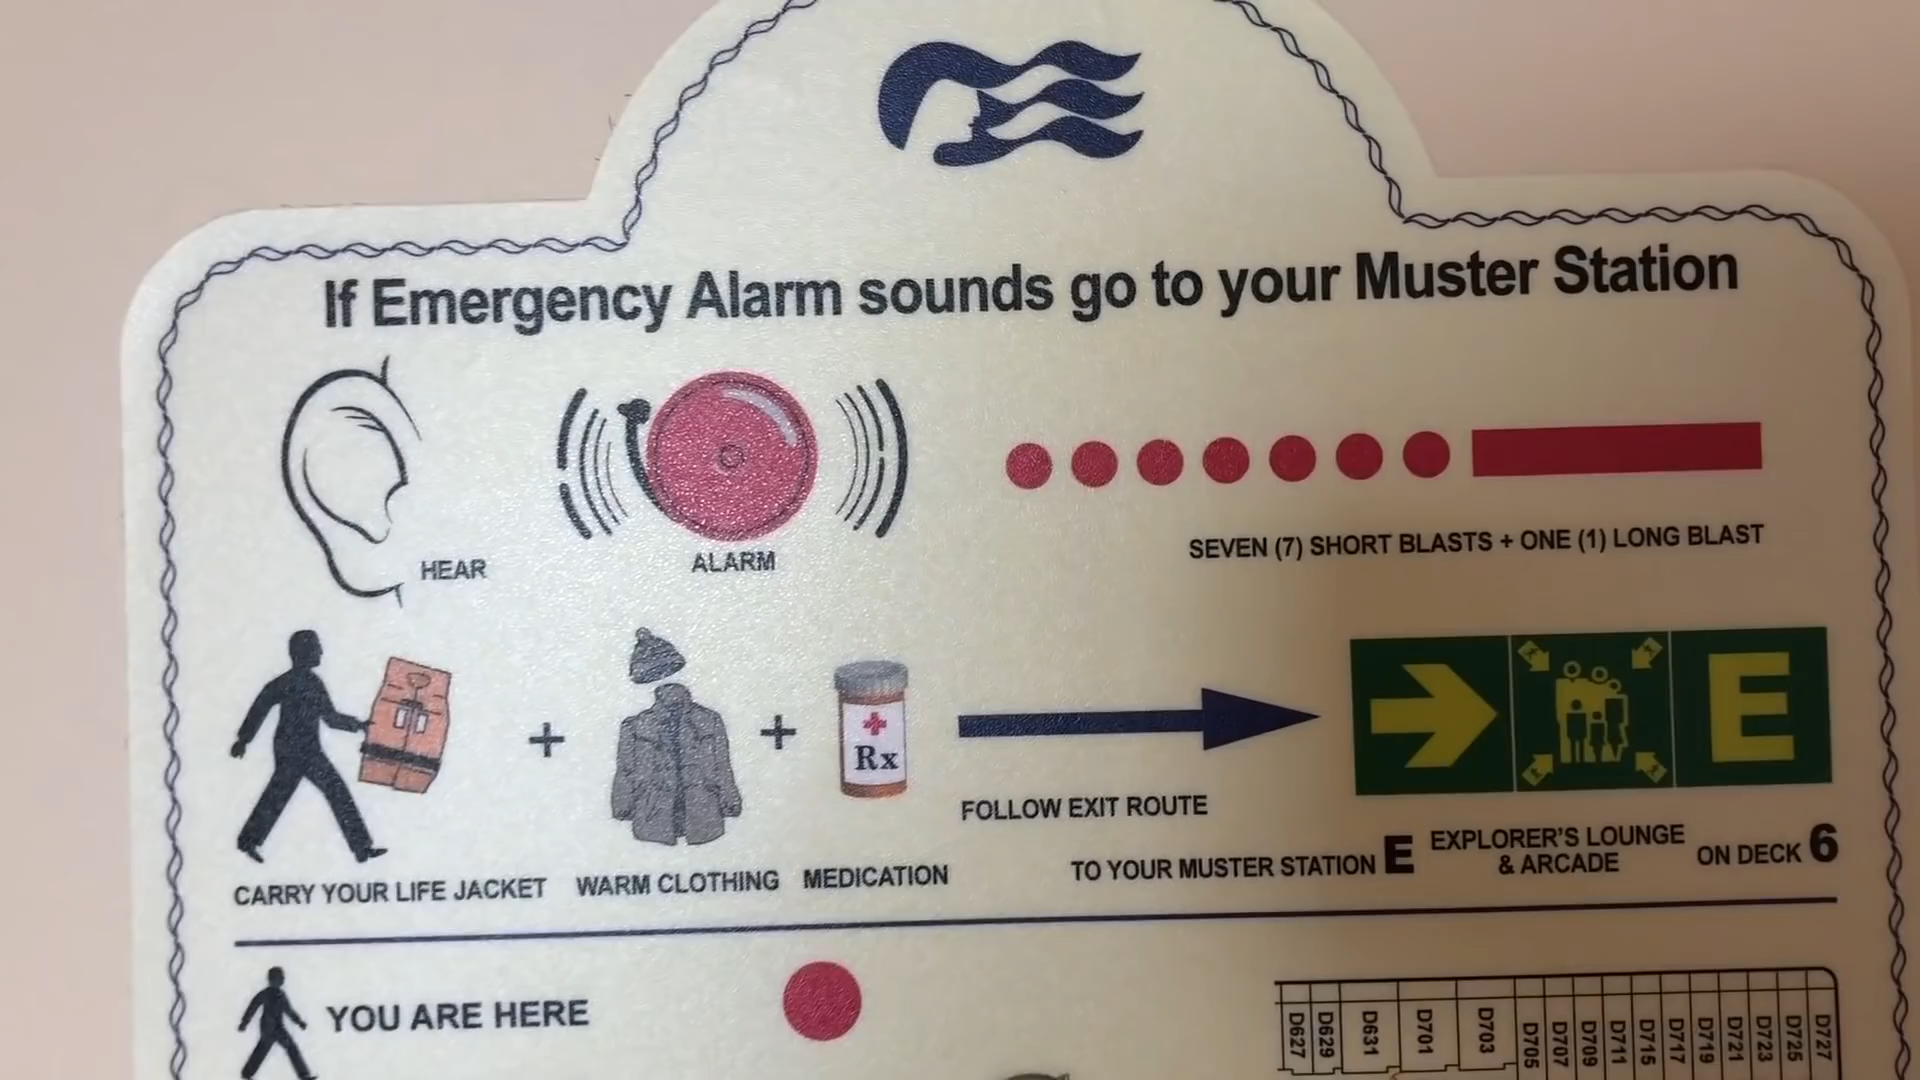 If Emergency Alarm sounds go to your Muster Station
HEAR
ALARM
SEVEN (7) SHORT BLASTS + ONE (1) LONG BLAST
Rx
E
FOLLOW EXIT ROUTE
CARRY YOUR LIFE JACKET
WARM CLOTHING
MEDICATION
TO YOUR MUSTER STATION E
EXPLORER'S LOUNGE
& ARCADE
ON DECK 6
YOU ARE HERE
D627
D629
D631
D701
D703
D705
D707
D709
D711
D715
D717
D719
D721
D723
D725
D727